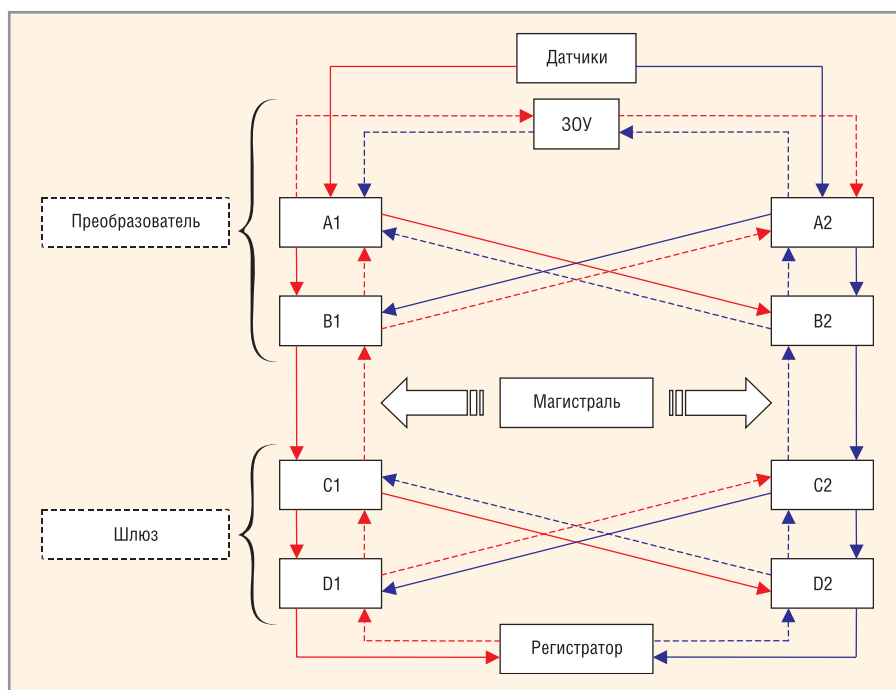 Датчики
ЗОУ
Преобразователь
A1
A2
B1
B2
Магистраль
C1
C2
Шлюз
D1
D2
Регистратор